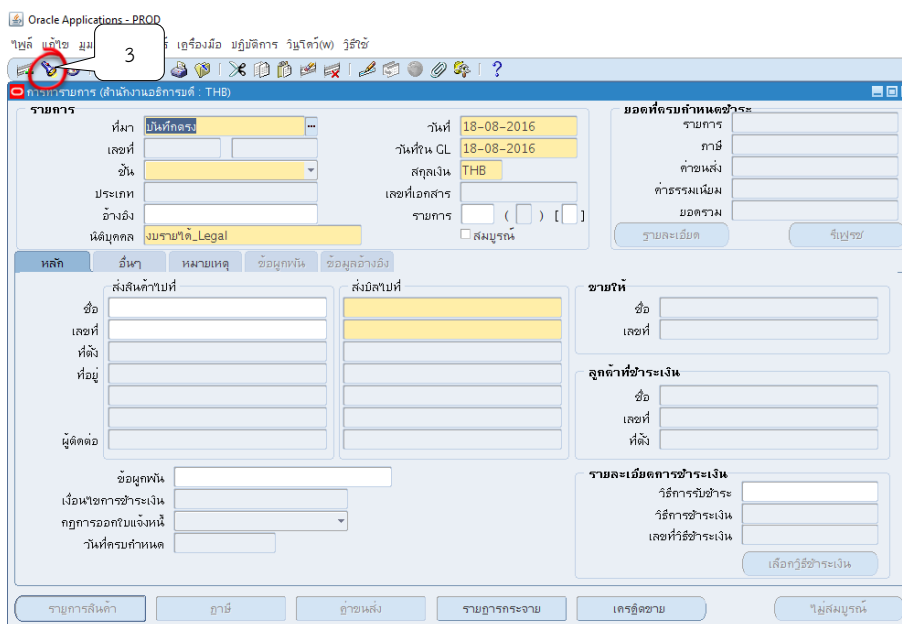 Oracle Applications - PROD
ไฟล์ แก้ไข มุม ร์ เครื่องมือ ปฏิบัติการ วินโดว์(w) วิธีใช้
3
การทำรายการ (สำนักงานอธิการบดี : THB)
รายการ
ที่มา บันทึกตรง
เลขที่
ชั้น
ประเภท
อ้างอิง
นิติบุคคล งบรายได้_Legal
วันที่ 18-08-2016
วันที่ใน GL 18-08-2016
สกุลเงิน THB
เลขที่เอกสาร
รายการ ( ) [ ]
สมบูรณ์
ยอดที่ครบกำหนดชำระ
รายการ
ภาษี
ค่าขนส่ง
ค่าธรรมเนียม
ยอดรวม
รายละเอียด รีเฟรช
หลัก อื่นๆ หมายเหตุ ข้อผูกพัน ข้อมูลอ้างอิง
ส่งสินค้าไปที่ ส่งบิลไปที่
ชื่อ
เลขที่
ที่ตั้ง
ที่อยู่
ผู้ติดต่อ
ขายให้
ชื่อ
เลขที่
ลูกค้าที่ชำระเงิน
ชื่อ
เลขที่
ที่ตั้ง
ข้อผูกพัน
เงื่อนไขการชำระเงิน
กฎการออกใบแจ้งหนี้
วันที่ครบกำหนด
รายละเอียดการชำระเงิน
วิธีการรับชำระ
วิธีการชำระเงิน
เลขที่วิธีชำระเงิน
เลือกวิธีชำระเงิน
รายการสินค้า ภาษี ค่าขนส่ง รายการกระจาย เครดิตขาย ไม่สมบูรณ์